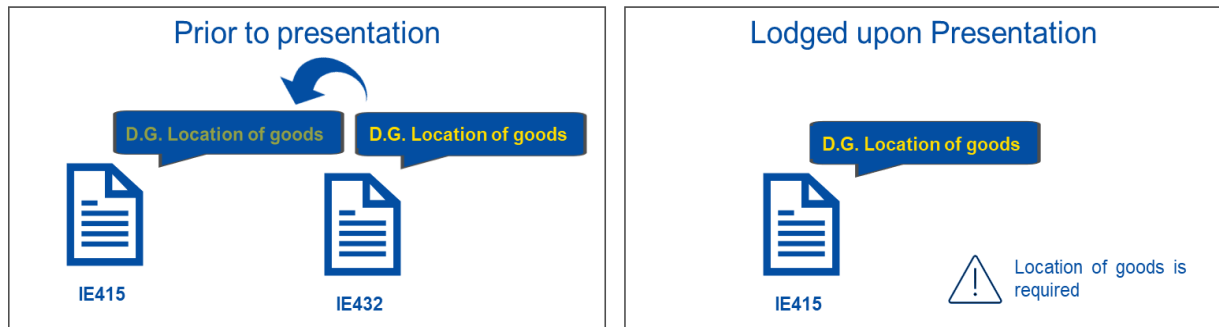 Prior to presentation
D.G. Location of goods
D.G. Location of goods
IE415
IE432
Lodged upon Presentation
D.G. Location of goods
IE415
Location of goods is
required